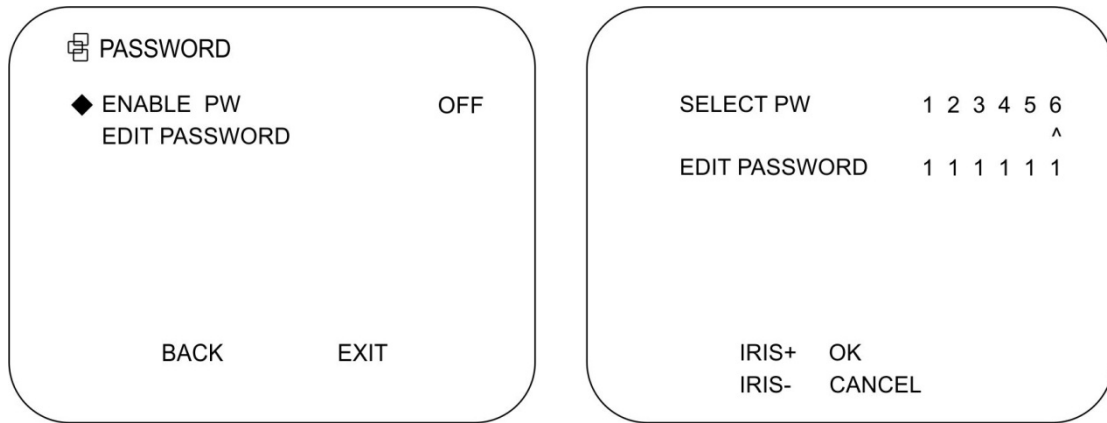 PASSWORD
ENABLE PW OFF
EDIT PASSWORD
BACK EXIT
SELECT PW 1 2 3 4 5 6
^
EDIT PASSWORD 1 1 1 1 1 1
IRIS+ OK
IRIS- CANCEL